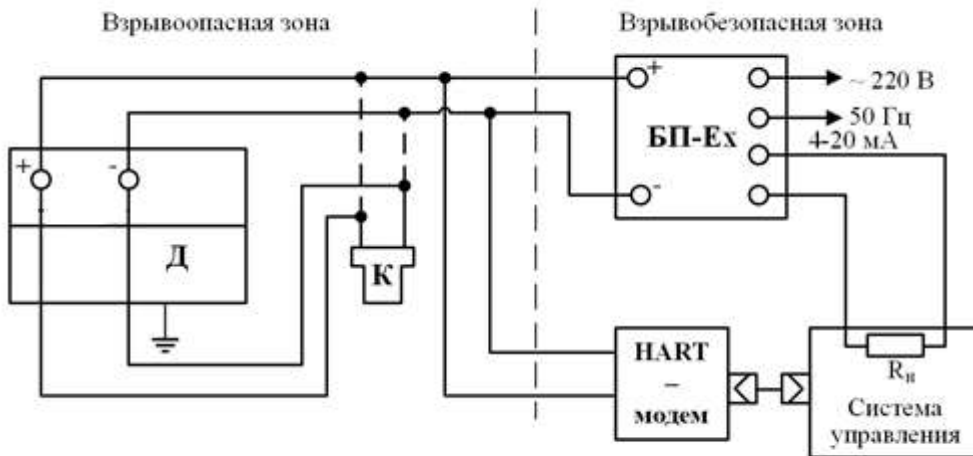 Взрывоопасная зона
Взрывобезопасная зона
+
-
Д
К
+
-
БП-Ex
~ 220 В
50 Гц
4-20 мА
HART
–
модем
Rн
Система
управления